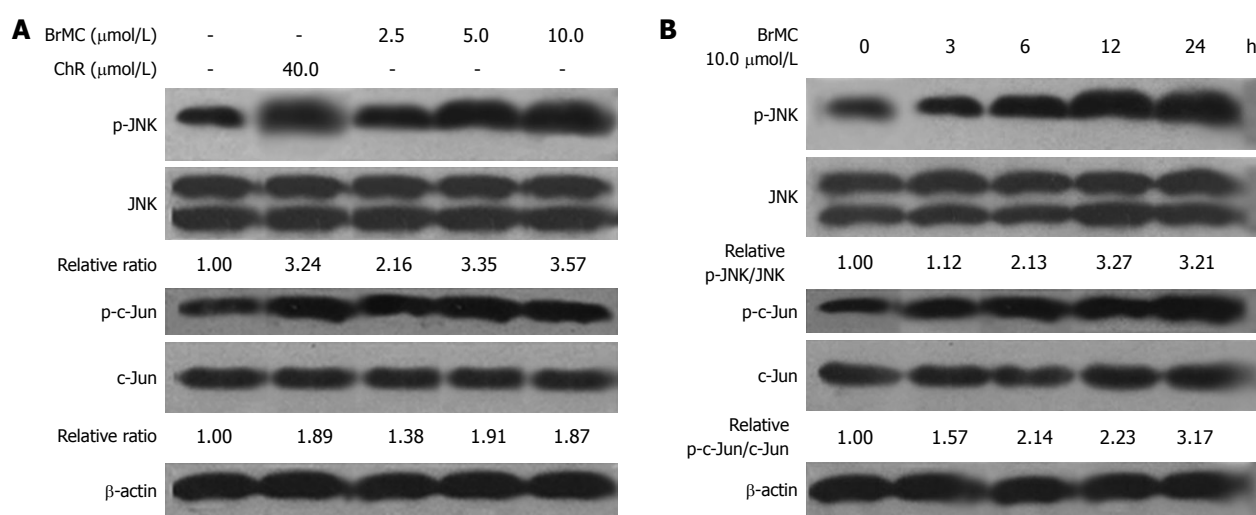 A
BrMC (μmol/L) - - 2.5 5.0 10.0
ChR (μmol/L) - 40.0 - - -
p-JNK
JNK
Relative ratio 1.00 3.24 2.16 3.35 3.57
p-c-Jun
c-Jun
Relative ratio 1.00 1.89 1.38 1.91 1.87
β-actin
B
BrMC
10.0 μmol/L 0 3 6 12 24 h
p-JNK
JNK
Relative
p-JNK/JNK 1.00 1.12 2.13 3.27 3.21
p-c-Jun
c-Jun
Relative
p-c-Jun/c-Jun 1.00 1.57 2.14 2.23 3.17
β-actin